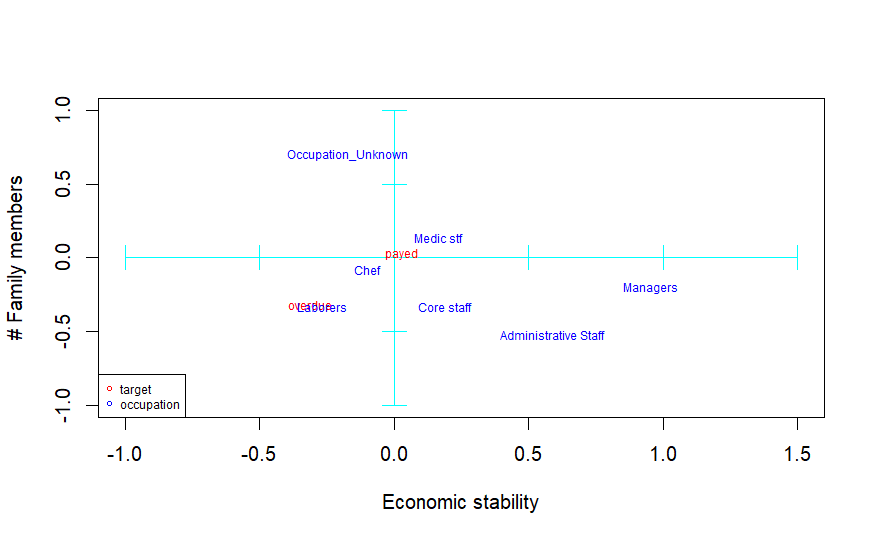 # Family members
1.0
0.5
0.0
-0.5
-1.0
Occupation_Unknown
Medic stf
payed
Chef
Managers
overdue
Laborers
Core staff
Administrative Staff
target
occupation
-1.0 -0.5 0.0 0.5 1.0 1.5
Economic stability